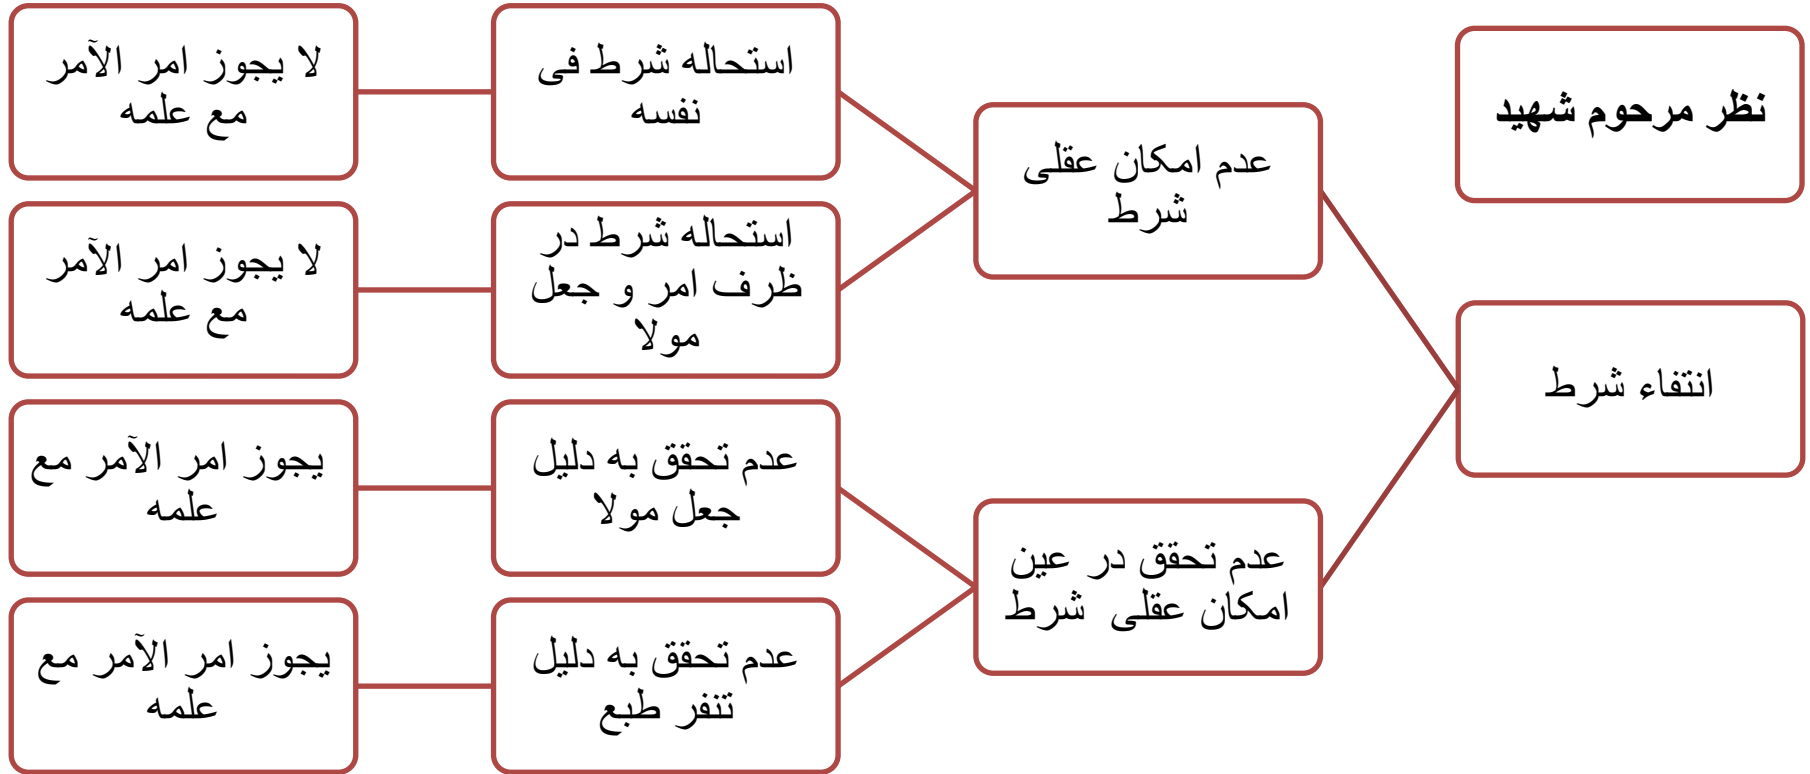 نظر مرحوم شهید
انتفاء شرط
عدم امکان عقلی
شرط
استحاله شرط فی
نفسه
لا یجوز امر الآمر
مع علمه
استحاله شرط در
ظرف امر و جعل
مولا
لا یجوز امر الآمر
مع علمه
عدم تحقق در عین
امکان عقلی شرط
عدم تحقق به دلیل
جعل مولا
یجوز امر الآمر مع
علمه
عدم تحقق به دلیل
تنفر طبع
یجوز امر الآمر مع
علمه